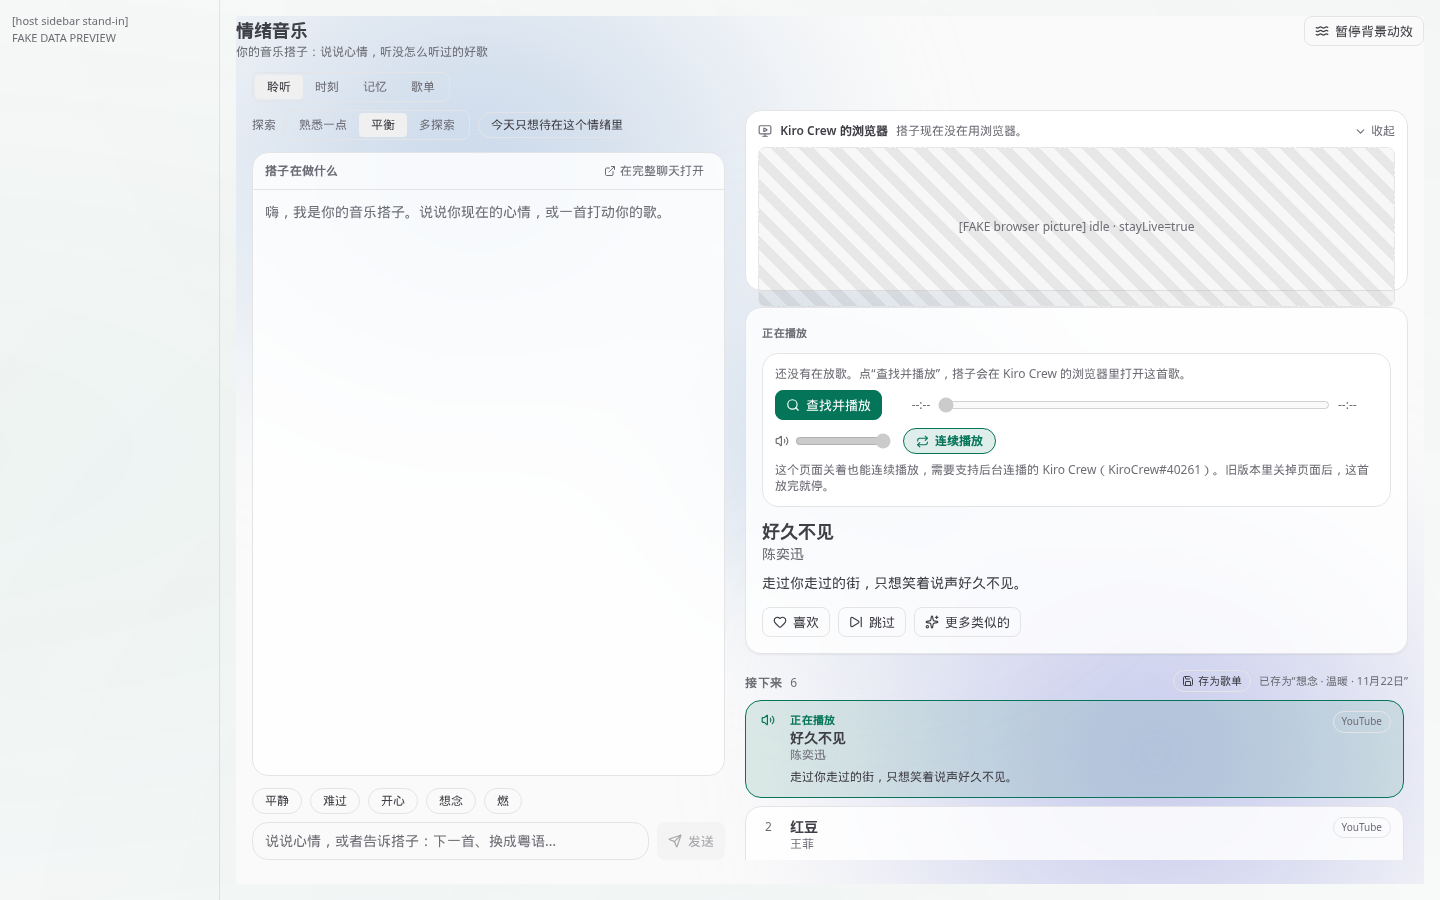 [host sidebar stand-in]
FAKE DATA PREVIEW
情绪音乐
你的音乐搭子：说说心情，听没怎么听过的好歌
暂停背景动效
聆听 时刻 记忆 歌单
探索 熟悉一点 平衡 多探索 今天只想待在这个情绪里
搭子在做什么 在完整聊天打开
嗨，我是你的音乐搭子。说说你现在的心情，或一首打动你的歌。
平静 难过 开心 想念 燃
说说心情，或者告诉搭子：下一首、换成粤语... 发送
Kiro Crew 的浏览器 搭子现在没在用浏览器。 收起
[FAKE browser picture] idle · stayLive=true
正在播放
还没有在放歌。点“查找并播放”，搭子会在 Kiro Crew 的浏览器里打开这首歌。
查找并播放 --:-- --:--
连续播放
这个页面关着也能连续播放，需要支持后台连播的 Kiro Crew（KiroCrew#40261）。旧版本里关掉页面后，这首
放完就停。
好久不见
陈奕迅
走过你走过的街，只想笑着说声好久不见。
喜欢 跳过 更多类似的
接下来 6 存为歌单 已存为“想念 · 温暖 · 11月22日”
正在播放 YouTube
好久不见
陈奕迅
走过你走过的街，只想笑着说声好久不见。
2 红豆 YouTube
王菲